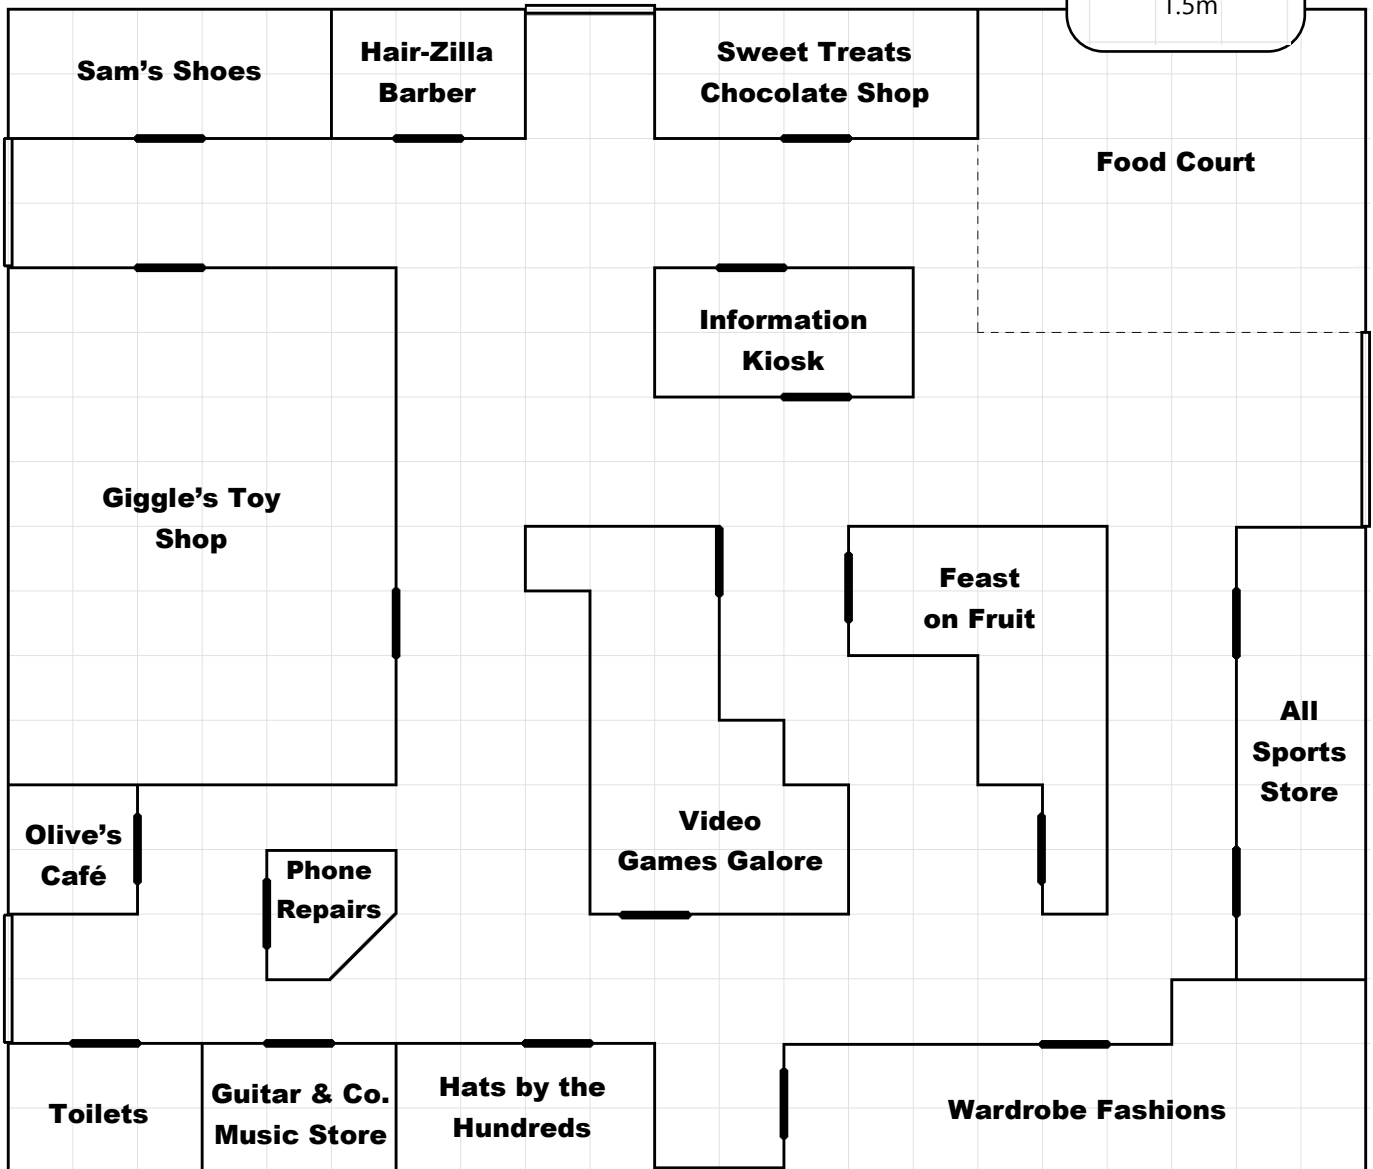 1.5m
Sam’s Shoes
Hair-Zilla
Barber
Sweet Treats
Chocolate Shop
Food Court
Information
Kiosk
Giggle’s Toy
Shop
Feast
on Fruit
All
Sports
Store
Olive’s
Café
Phone
Repairs
Video
Games Galore
Toilets
Guitar & Co.
Music Store
Hats by the
Hundreds
Wardrobe Fashions